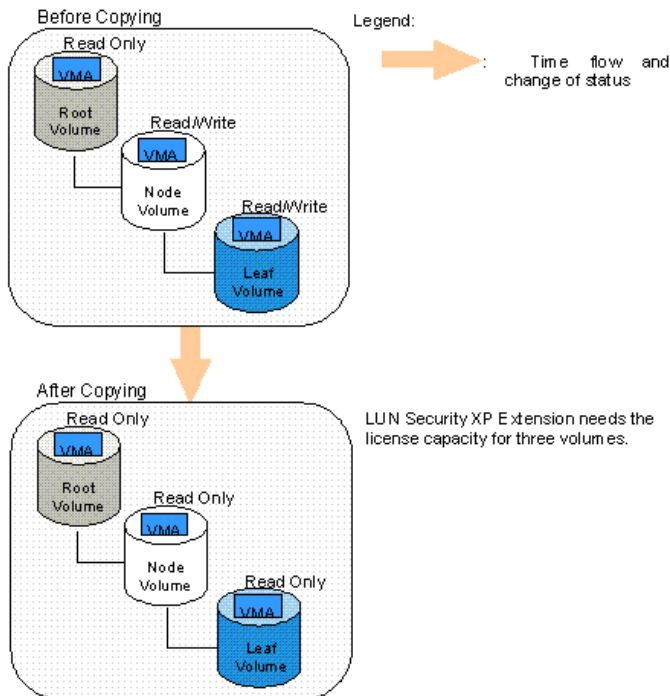 Before Copying
Legend:
Read Only
VMA
Root
Volume
: Time flow and
change of status
Read/Write
VMA
Node
Volume
Read/Write
VMA
Leaf
Volume
After Copying
Read Only
VMA
Root
Volume
LUN Security XP Extension needs the
license capacity for three volumes.
Read Only
VMA
Node
Volume
Read Only
VMA
Leaf
Volume